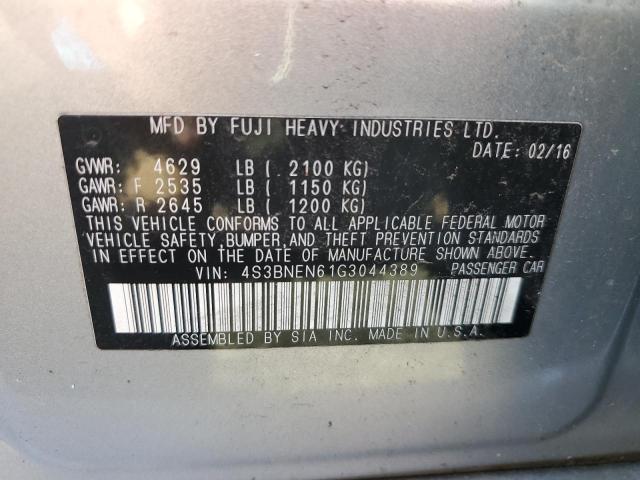 MFD BY FUJI HEAVY INDUSTRIES LTD.
DATE: 02/16
GVWR: 4629 LB ( 2100 KG)
GAWR: F 2535 LB ( 1150 KG)
GAWR: R 2645 LB ( 1200 KG)
THIS VEHICLE CONFORMS TO ALL APPLICABLE FEDERAL MOTOR
VEHICLE SAFETY, BUMPER, AND THEFT PREVENTION STANDARDS
IN EFFECT ON THE DATE OF MANUFACTURE SHOWN ABOVE.
VIN: 4S3BNEN61G3044389 PASSENGER CAR
ASSEMBLED BY SIA INC. MADE IN U.S.A.